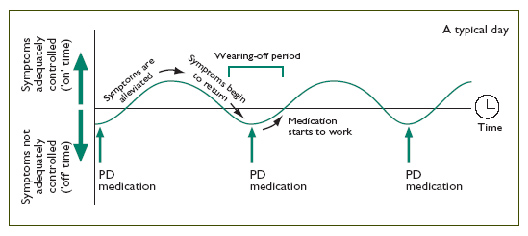 A typical day
Symptoms
adequately
controlled
('on' time)
Symptoms not
adequately
controlled
('off' time)
Symptoms are
alleviated
Symptoms begin
to return
Wearing-off period
Medication
starts to work
Time
PD
medication
PD
medication
PD
medication